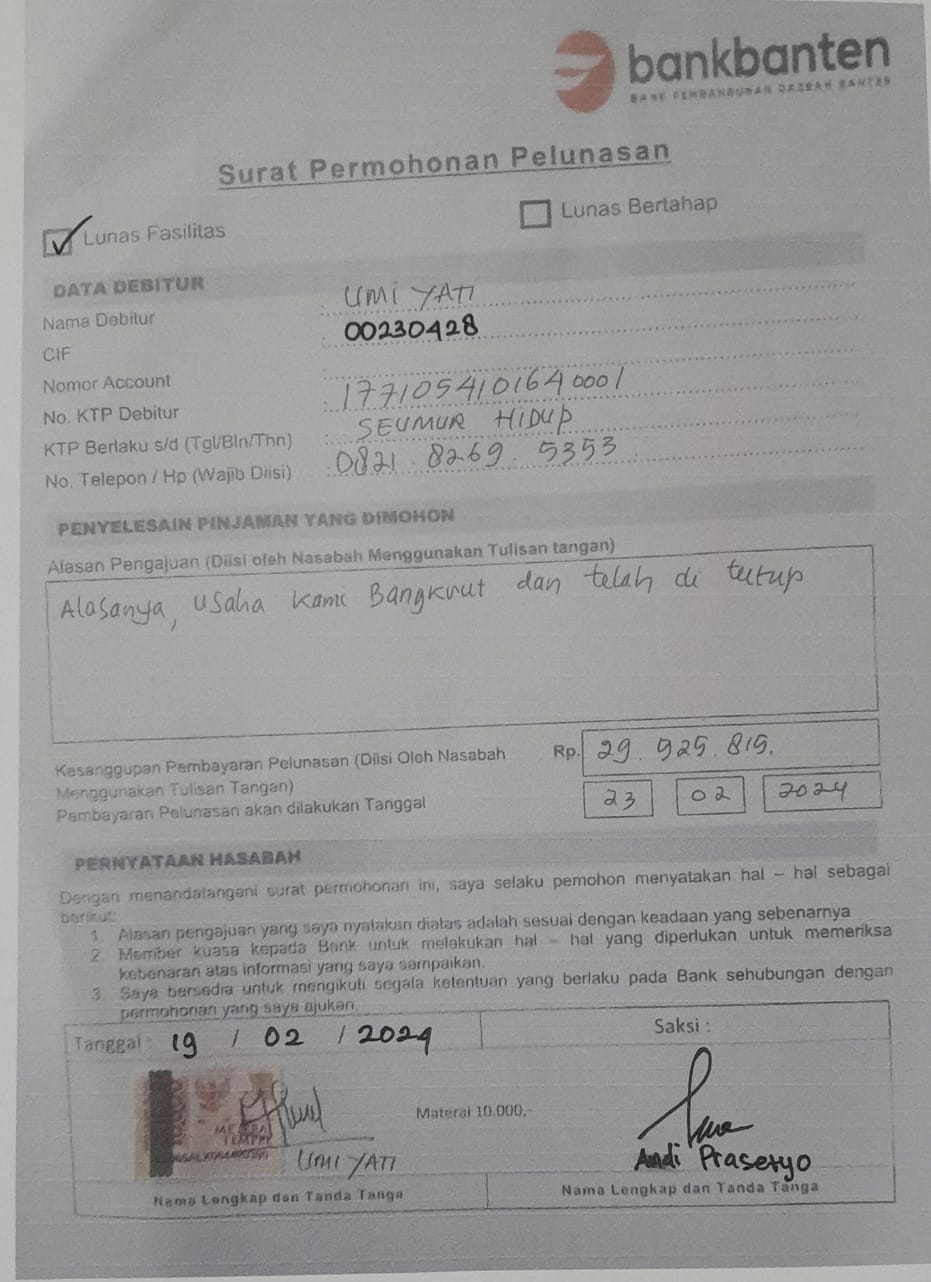 bankbanten
BANK PEMBANGUNAN DAERAH BANTEN
Surat Permohonan Pelunasan
Lunas Fasilitas
Lunas Bertahap
DATA DEBITUR
Nama Debitur UMI YATI
CIF 00230428
Nomor Account
No. KTP Debitur 1771054101640001
KTP Berlaku s/d (Tgl/Bln/Thn) : SEUMUR HIDUP
No. Telepon / Hp (Wajib Diisi) : 0821. 8269. 5353
PENYELESAIN PINJAMAN YANG DIMOHON
Alasan Pengajuan (Diisi oleh Nasabah Menggunakan Tulisan tangan)
Alasanya, usaha kami Bangkrut dan telah di tutup
Kesanggupan Pembayaran Pelunasan (Diisi Oleh Nasabah Rp. 29. 925. 815.
Menggunakan Tulisan Tangan)
Pembayaran Pelunasan akan dilakukan Tanggal 23 02 2024
PERNYATAAN HASABAH
Dengan menandatangani surat permohonan ini, saya selaku pemohon menyatakan hal – hal sebagai
berikut:
1. Alasan pengajuan yang saya nyatakan diatas adalah sesuai dengan keadaan yang sebenarnya
2. Member kuasa kepada Bank untuk melakukan hal – hal yang diperlukan untuk memeriksa
kebenaran atas informasi yang saya sampaikan.
3. Saya bersedia untuk mengikuti segala ketentuan yang berlaku pada Bank sehubungan dengan
permohonan yang saya ajukan.
Tanggal : 19 / 02 / 2024
Saksi :
Materai 10.000,-
METERAI
TEMPEL
UMI YATI
Andi Prasetyo
Nama Lengkap dan Tanda Tanga
Nama Lengkap dan Tanda Tanga